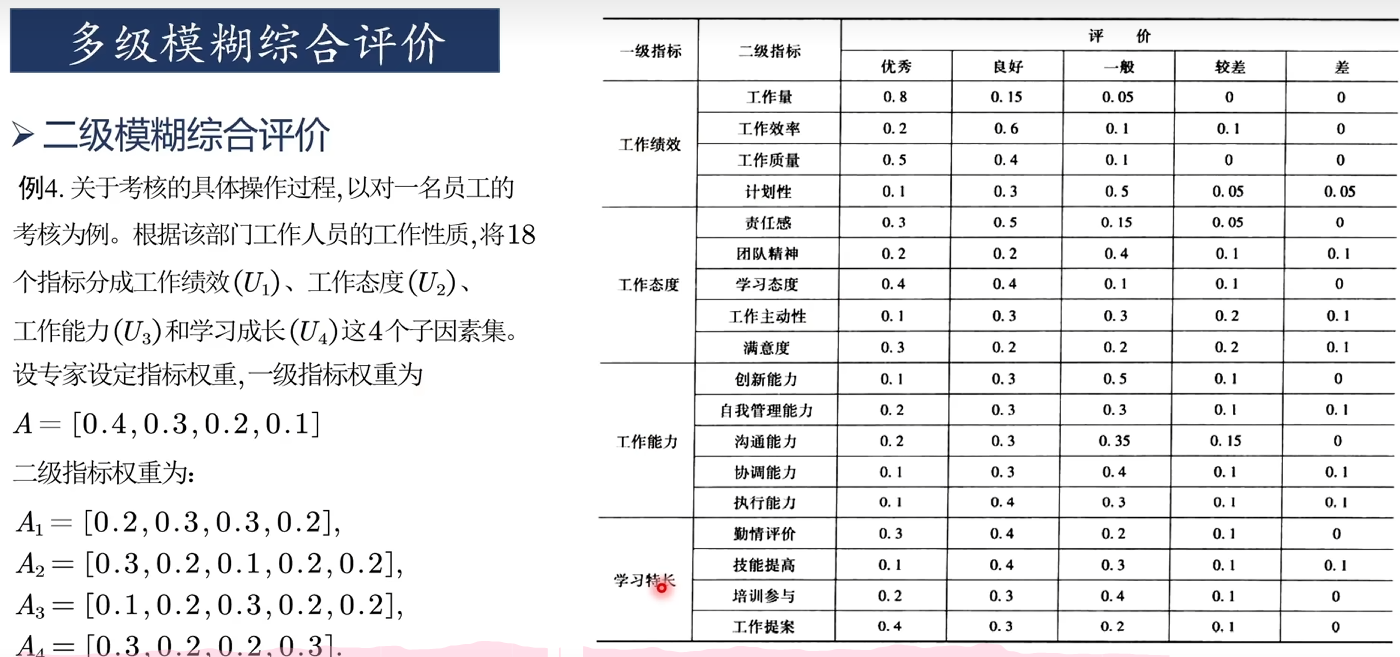 多级模糊综合评价
➢ 二级模糊综合评价
例4. 关于考核的具体操作过程,以对一名员工的
考核为例。根据该部门工作人员的工作性质,将18
个指标分成工作绩效(U₁)、工作态度(U₂)、
工作能力(U₃)和学习成长(U₄)这4个子因素集。
设专家设定指标权重,一级指标权重为
A = [0.4,0.3,0.2,0.1]
二级指标权重为:
A₁ = [0.2,0.3,0.3,0.2],
A₂ = [0.3,0.2,0.1,0.2,0.2],
A₃ = [0.1,0.2,0.3,0.2,0.2],
A₄ = [0.3,0.2,0.2,0.3].
一级指标 二级指标 评 价
优秀 良好 一般 较差 差
工作绩效 工作量 0.8 0.15 0.05 0 0
工作效率 0.2 0.6 0.1 0.1 0
工作质量 0.5 0.4 0.1 0 0
计划性 0.1 0.3 0.5 0.05 0.05
工作态度 责任感 0.3 0.5 0.15 0.05 0
团队精神 0.2 0.2 0.4 0.1 0.1
学习态度 0.4 0.4 0.1 0.1 0
工作主动性 0.1 0.3 0.3 0.2 0.1
满意度 0.3 0.2 0.2 0.2 0.1
工作能力 创新能力 0.1 0.3 0.5 0.1 0
自我管理能力 0.2 0.3 0.3 0.1 0.1
沟通能力 0.2 0.3 0.35 0.15 0
协调能力 0.1 0.3 0.4 0.1 0.1
执行能力 0.1 0.4 0.3 0.1 0.1
学习特长 勤情评价 0.3 0.4 0.2 0.1 0
技能提高 0.1 0.4 0.3 0.1 0.1
培训参与 0.2 0.3 0.4 0.1 0
工作提案 0.4 0.3 0.2 0.1 0